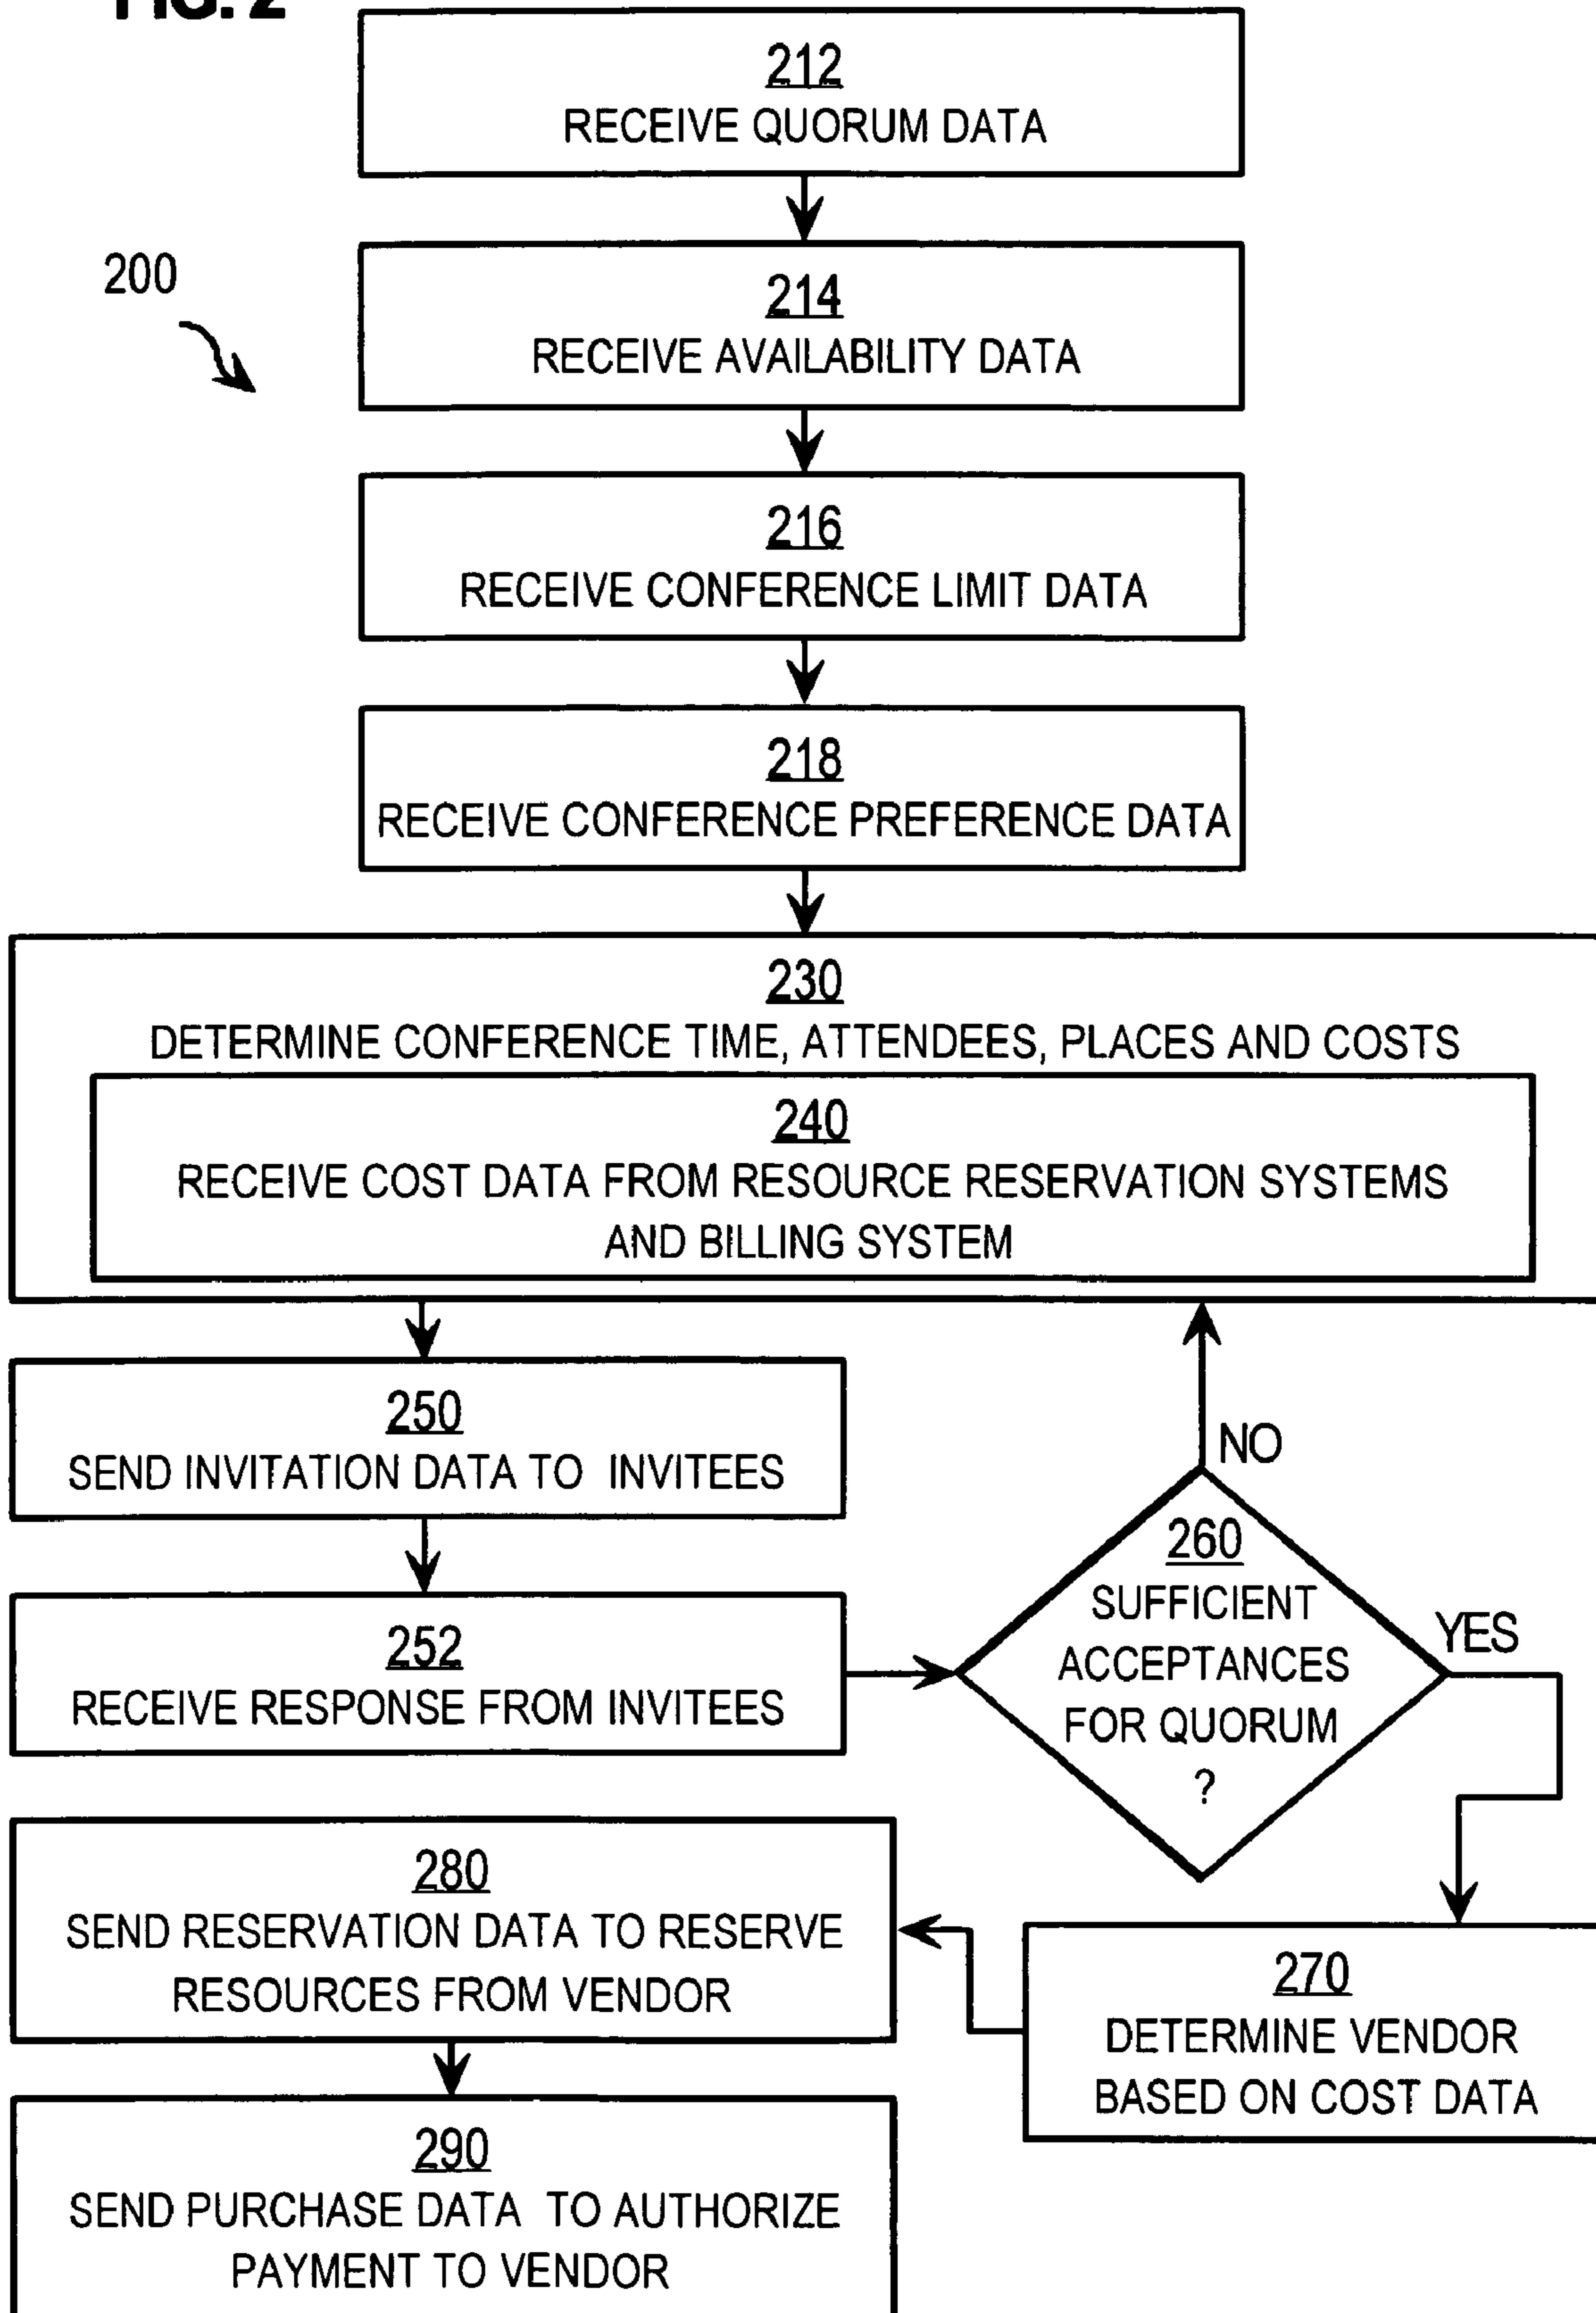 FIG. 2
212
RECEIVE QUORUM DATA
200
214
RECEIVE AVAILABILITY DATA
216
RECEIVE CONFERENCE LIMIT DATA
218
RECEIVE CONFERENCE PREFERENCE DATA
230
DETERMINE CONFERENCE TIME, ATTENDEES, PLACES AND COSTS
240
RECEIVE COST DATA FROM RESOURCE RESERVATION SYSTEMS
AND BILLING SYSTEM
250
SEND INVITATION DATA TO INVITEES
NO
260
SUFFICIENT
ACCEPTANCES
FOR QUORUM
?
YES
252
RECEIVE RESPONSE FROM INVITEES
280
SEND RESERVATION DATA TO RESERVE
RESOURCES FROM VENDOR
270
DETERMINE VENDOR
BASED ON COST DATA
290
SEND PURCHASE DATA TO AUTHORIZE
PAYMENT TO VENDOR